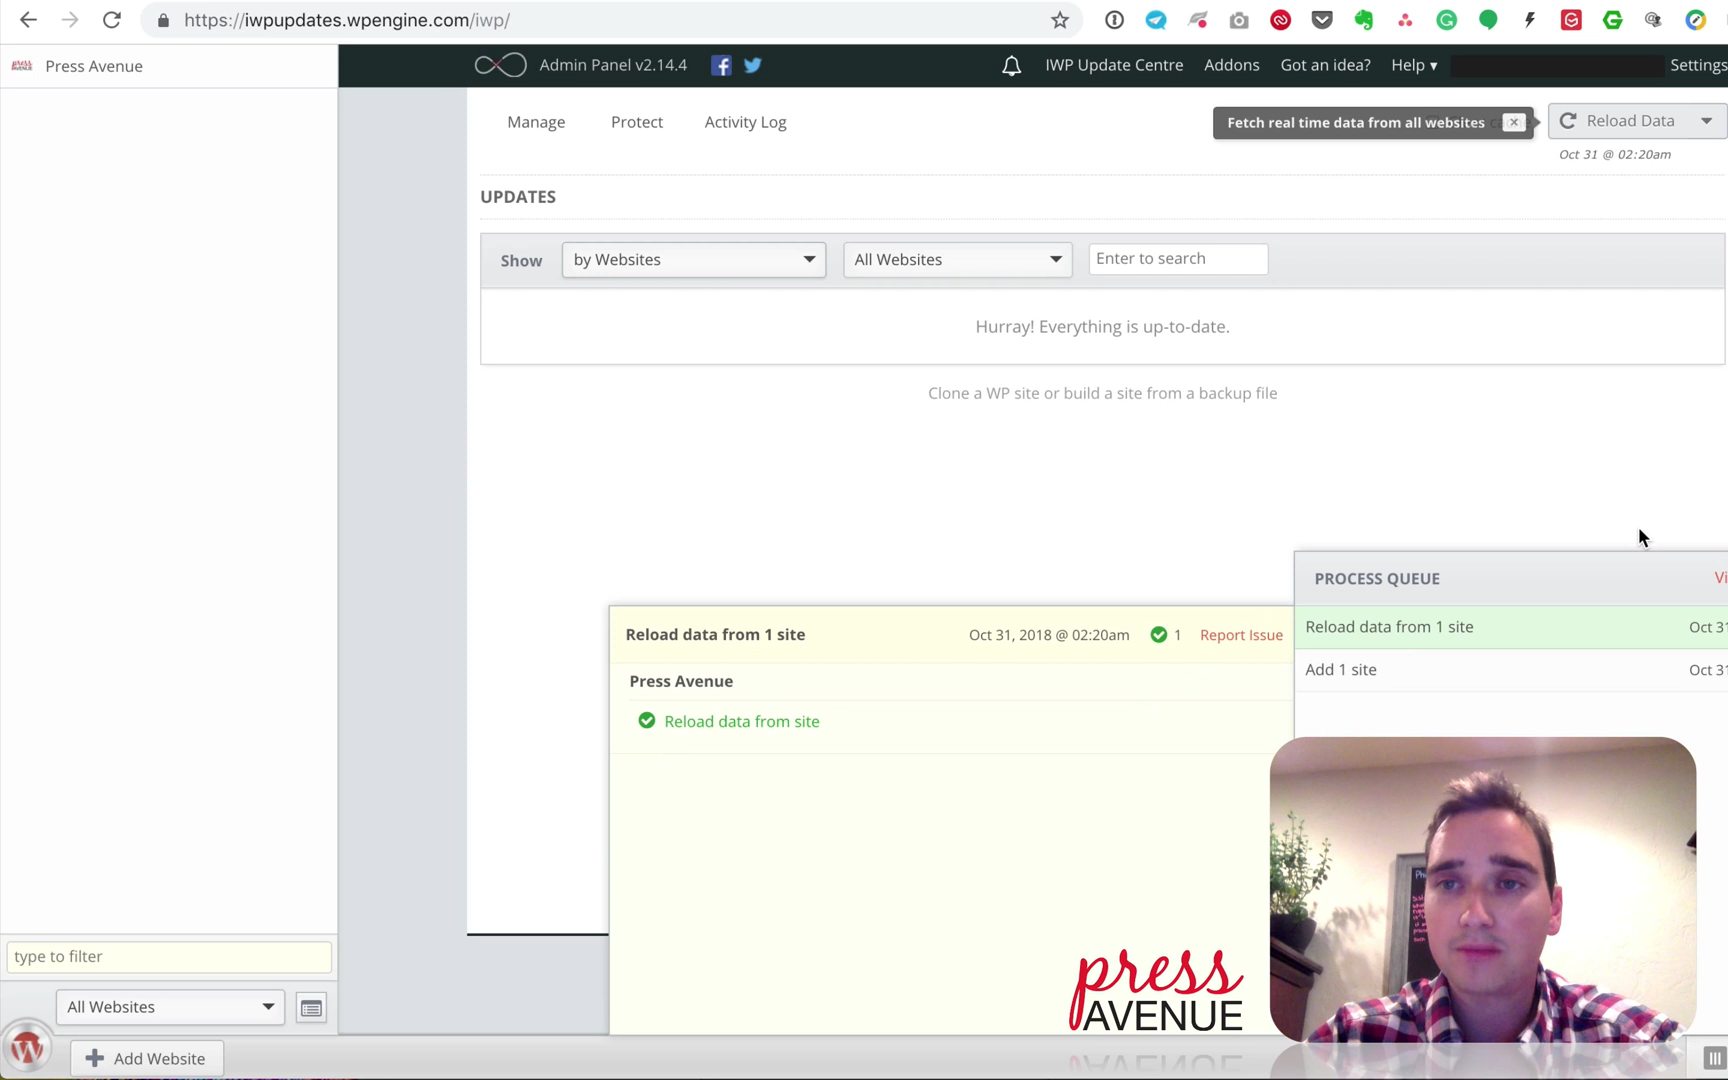 https://iwpupdates.wpengine.com/iwp/
press AVENUE Press Avenue
Admin Panel v2.14.4
IWP Update Centre
Addons
Got an idea?
Help ▾
Settings
Manage
Protect
Activity Log
Fetch real time data from all websites
Reload Data
Oct 31 @ 02:20am
UPDATES
Show
by Websites
All Websites
Enter to search
Hurray! Everything is up-to-date.
Clone a WP site or build a site from a backup file
PROCESS QUEUE
Vi
Reload data from 1 site
Oct 31, 2018 @ 02:20am
1
Report Issue
Reload data from 1 site
Oct 31
Press Avenue
Add 1 site
Oct 31
Reload data from site
type to filter
All Websites
Add Website
press
AVENUE